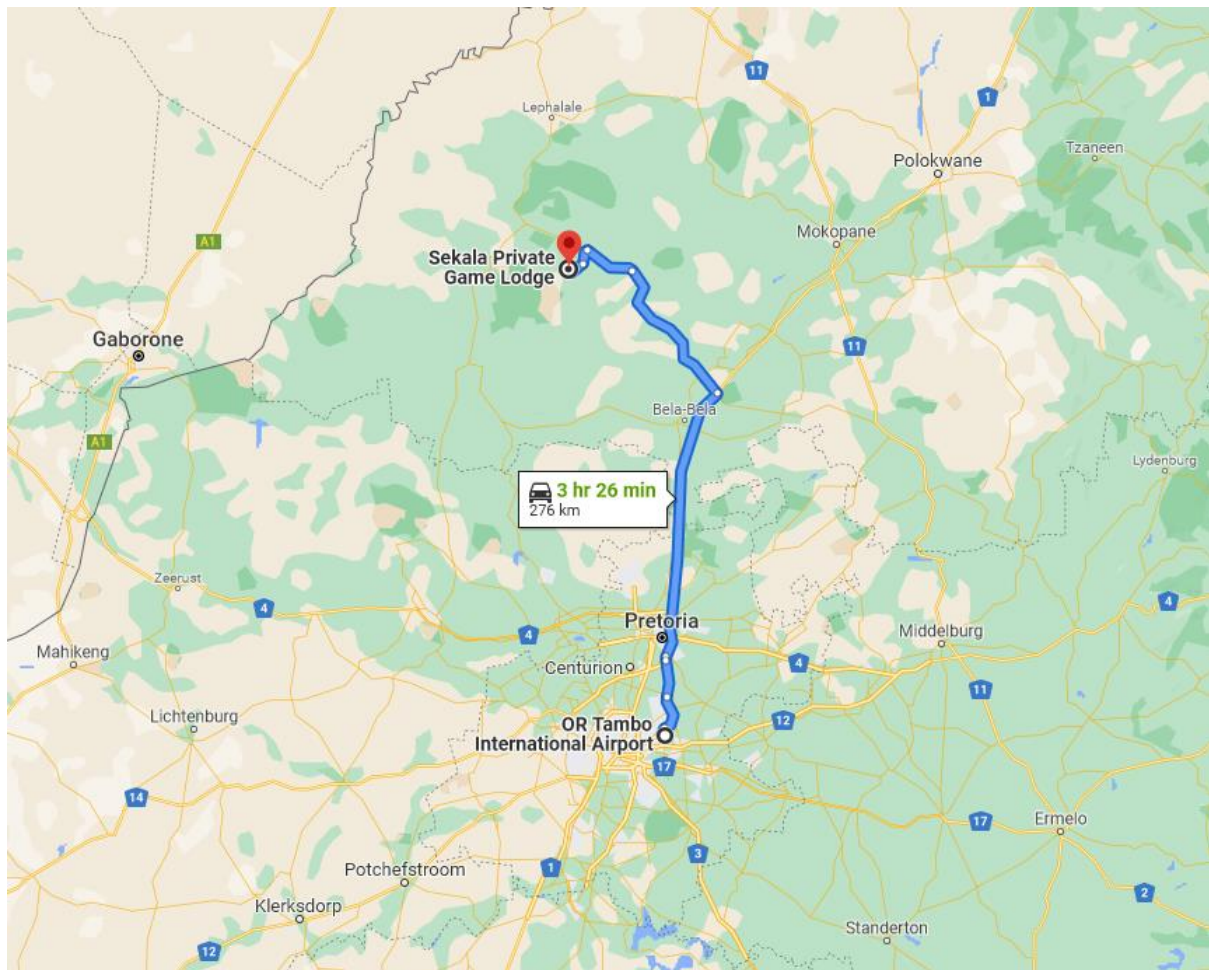 11
1
Lephalale
Tzaneen
Polokwane
Mokopane
A1
Sekala Private
Game Lodge
Gaborone
11
Bela-Bela
A1
Lydenburg
3 hr 26 min
276 km
Zeerust
4
4
Pretoria
4
Middelburg
Mahikeng
Centurion
4
11
Lichtenburg
12
OR Tambo
International Airport
17
14
17
Ermelo
Potchefstroom
1
3
2
Klerksdorp
Standerton
12